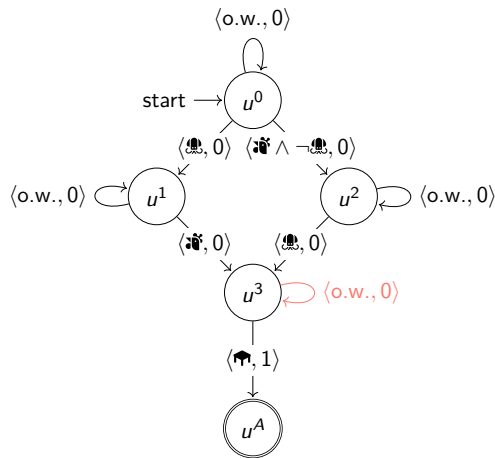 ⟨o.w., 0⟩
start
u⁰
⟨🐙, 0⟩ ⟨ ∧ ¬🐙, 0⟩
⟨o.w., 0⟩ u¹ u² ⟨o.w., 0⟩
⟨ , 0⟩ ⟨🐙, 0⟩
u³ ⟨o.w., 0⟩
⟨ , 1⟩
uᴬ